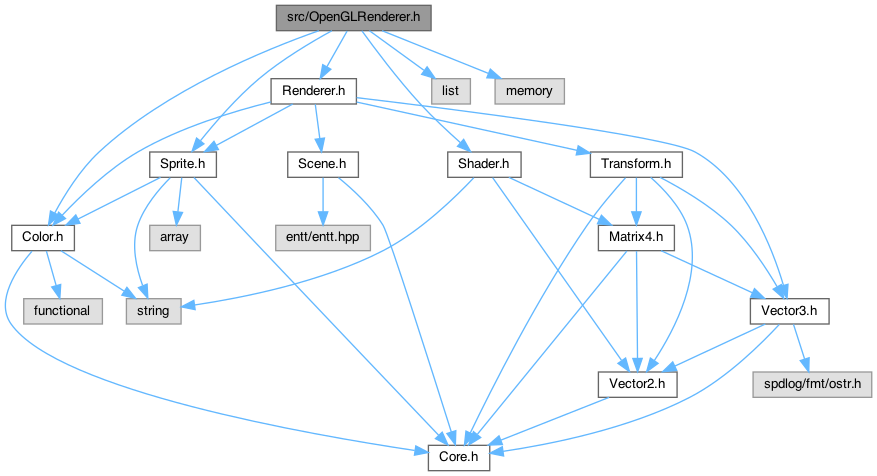 src/OpenGLRenderer.h
Renderer.h
list
memory
Sprite.h
Scene.h
Shader.h
Transform.h
Color.h
array
entt/entt.hpp
Matrix4.h
functional
string
Vector3.h
Vector2.h
spdlog/fmt/ostr.h
Core.h